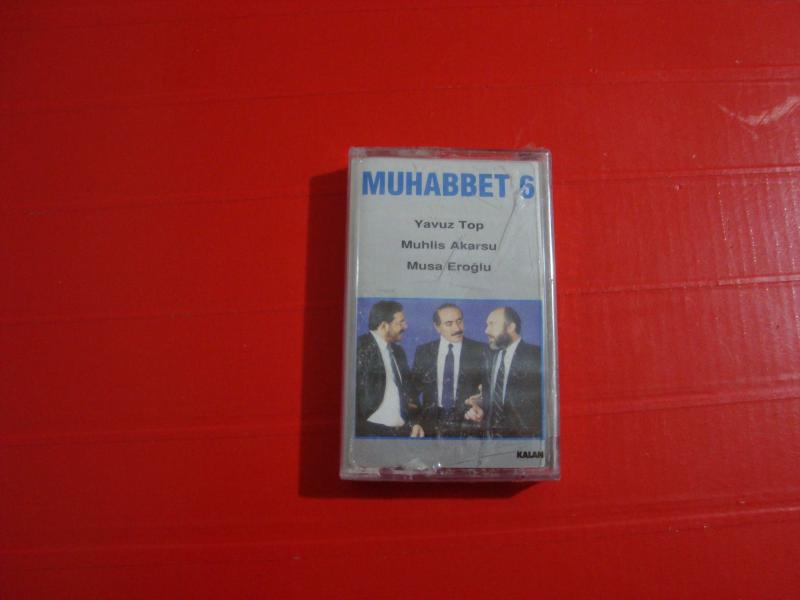 MUHABBET 6
Yavuz Top
Muhlis Akarsu
Musa Eroğlu
KALAN